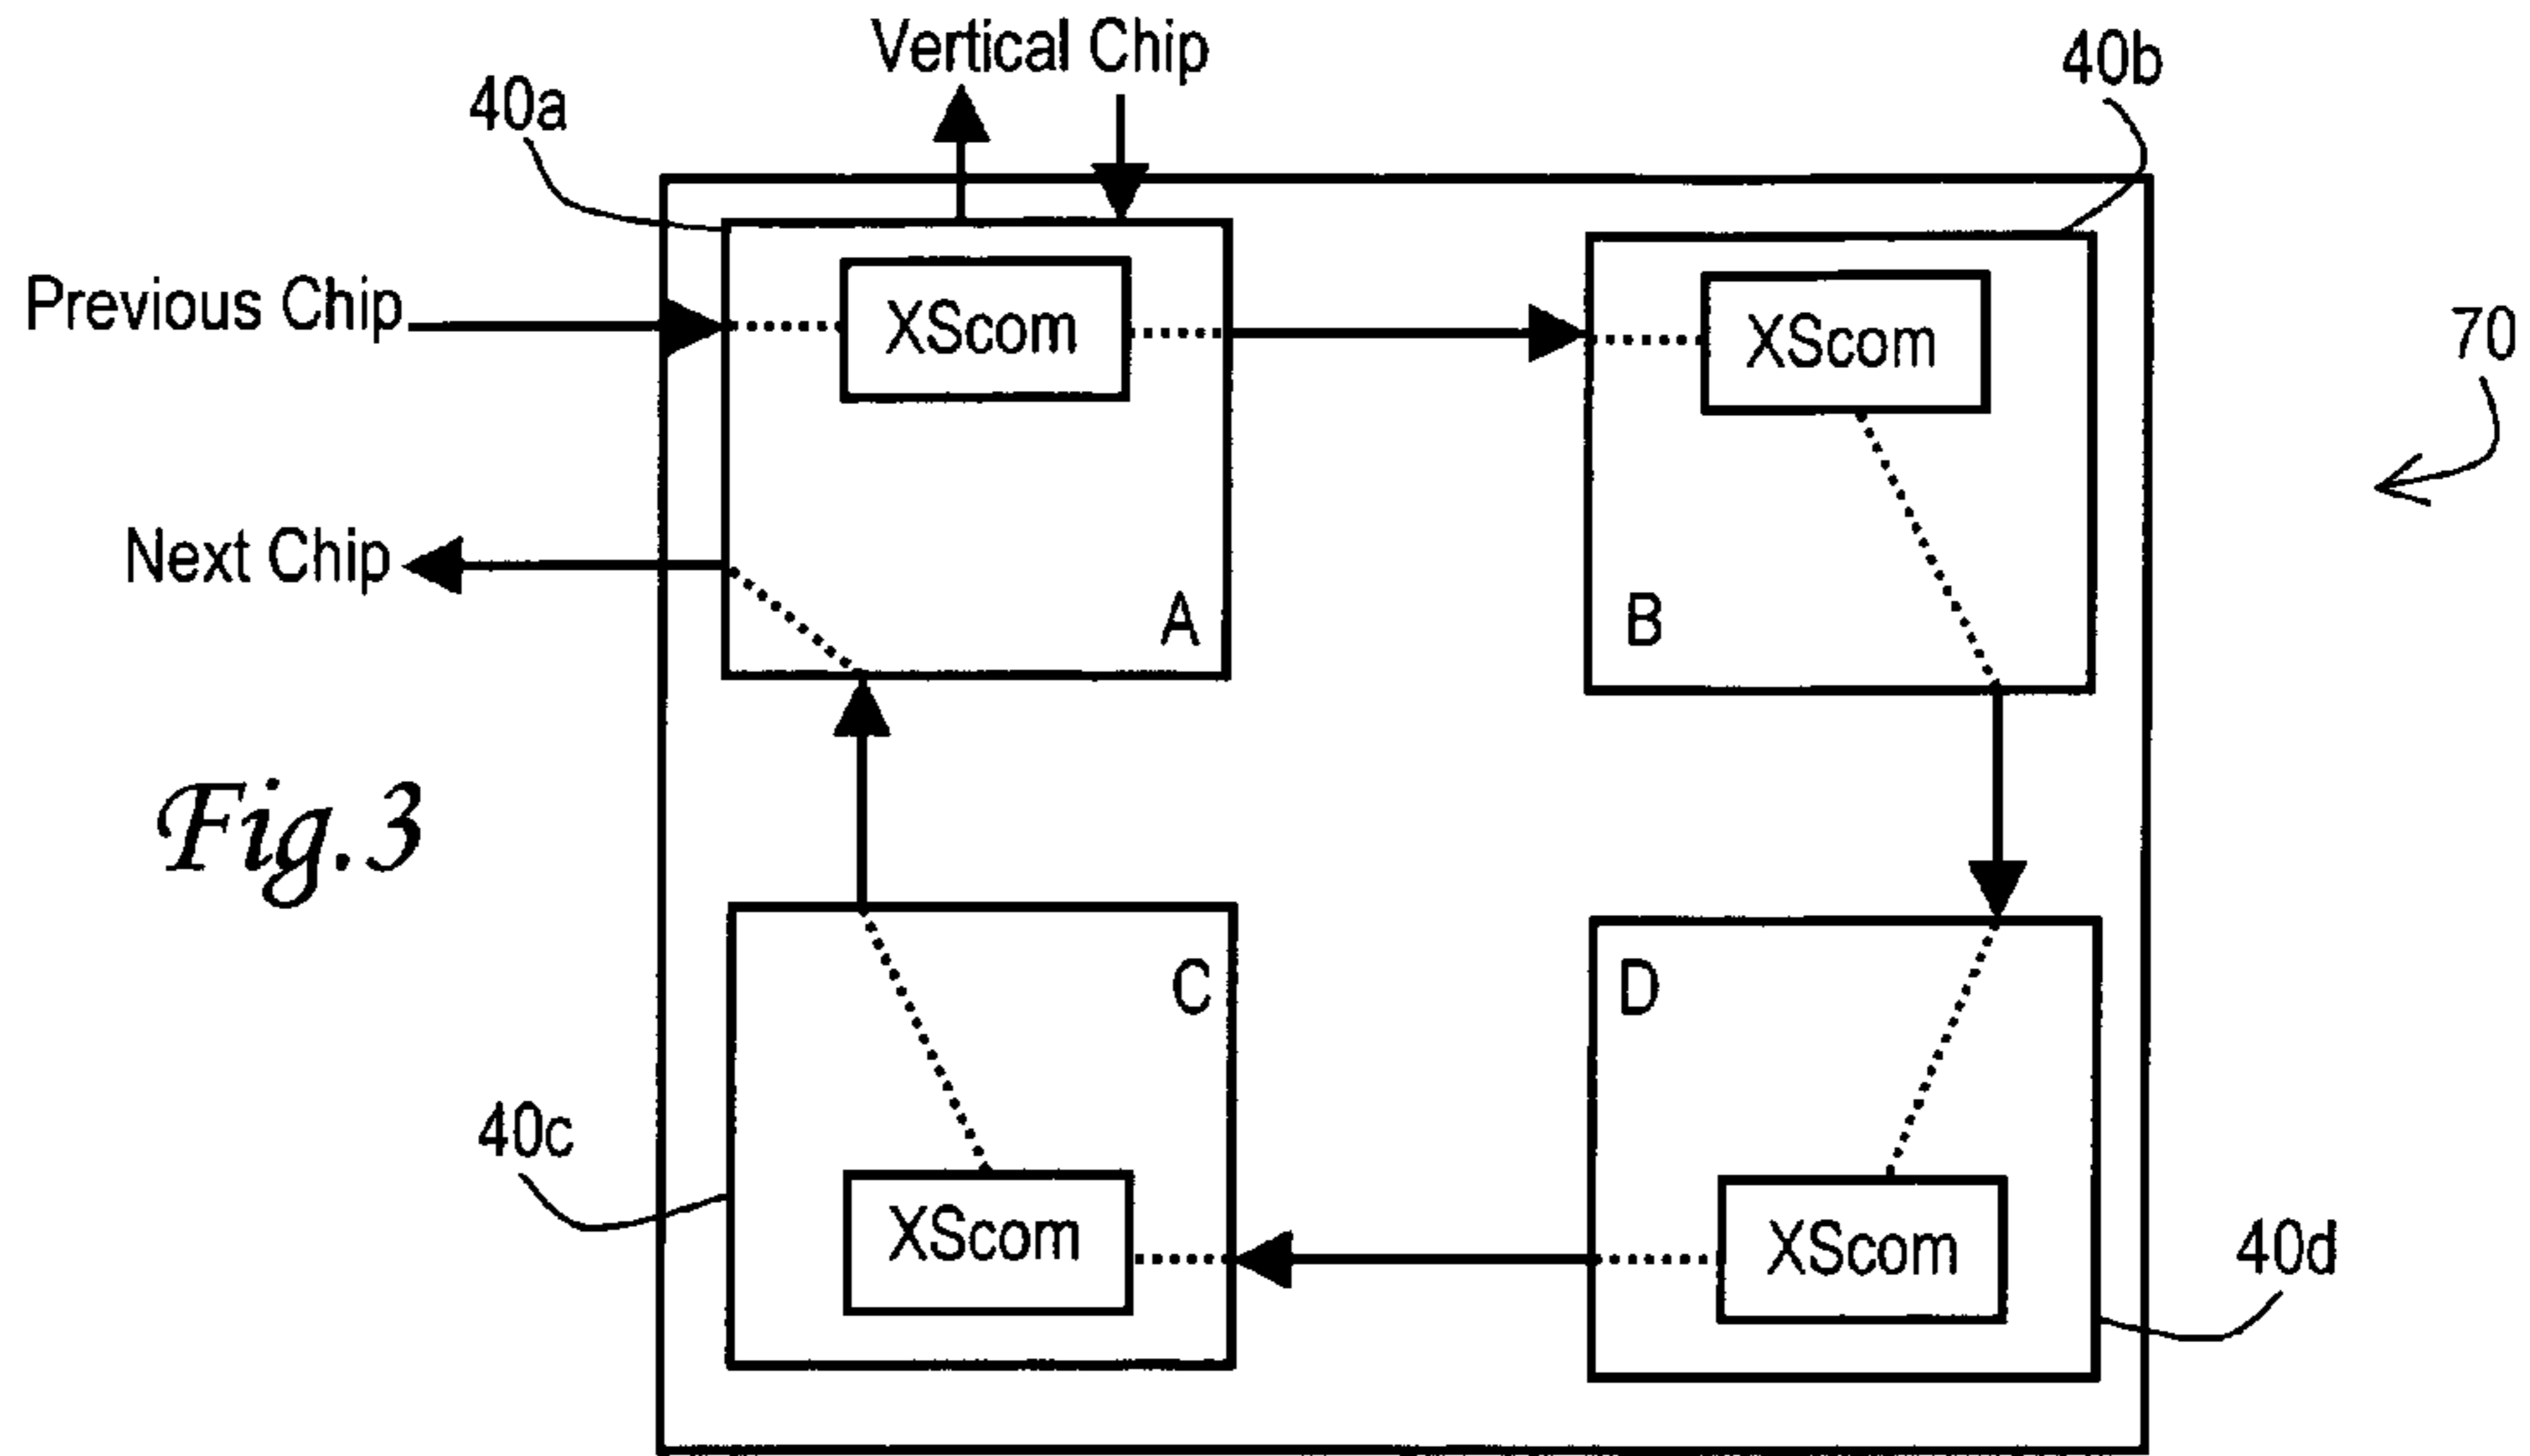 Vertical Chip
40a
40b
Previous Chip
XScom
XScom
70
Next Chip
A
B
Fig. 3
C
D
40c
XScom
XScom
40d